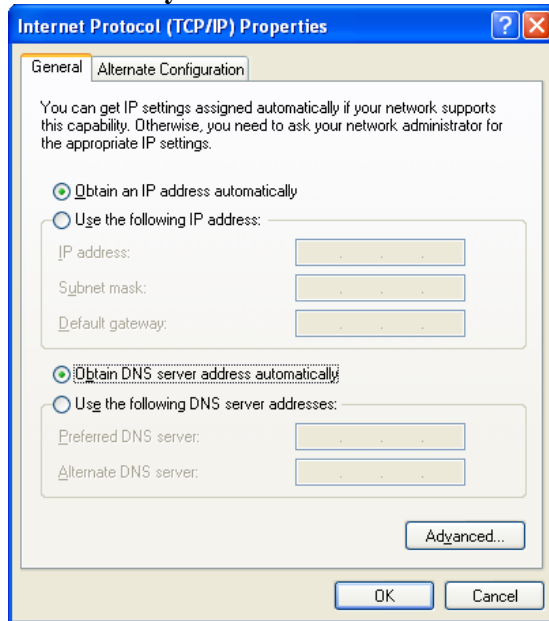 Internet Protocol (TCP/IP) Properties
General
Alternate Configuration
You can get IP settings assigned automatically if your network supports
this capability. Otherwise, you need to ask your network administrator for
the appropriate IP settings.
Obtain an IP address automatically
Use the following IP address:
IP address:
Subnet mask:
Default gateway:
Obtain DNS server address automatically
Use the following DNS server addresses:
Preferred DNS server:
Alternate DNS server:
Advanced...
OK
Cancel